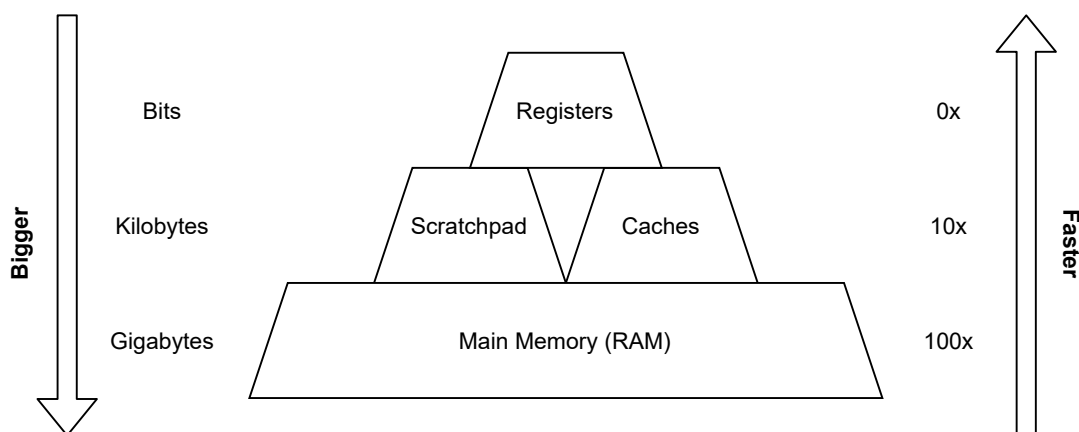 Bits
Registers
0x
Bigger
Kilobytes
Scratchpad
Caches
10x
Faster
Gigabytes
Main Memory (RAM)
100x